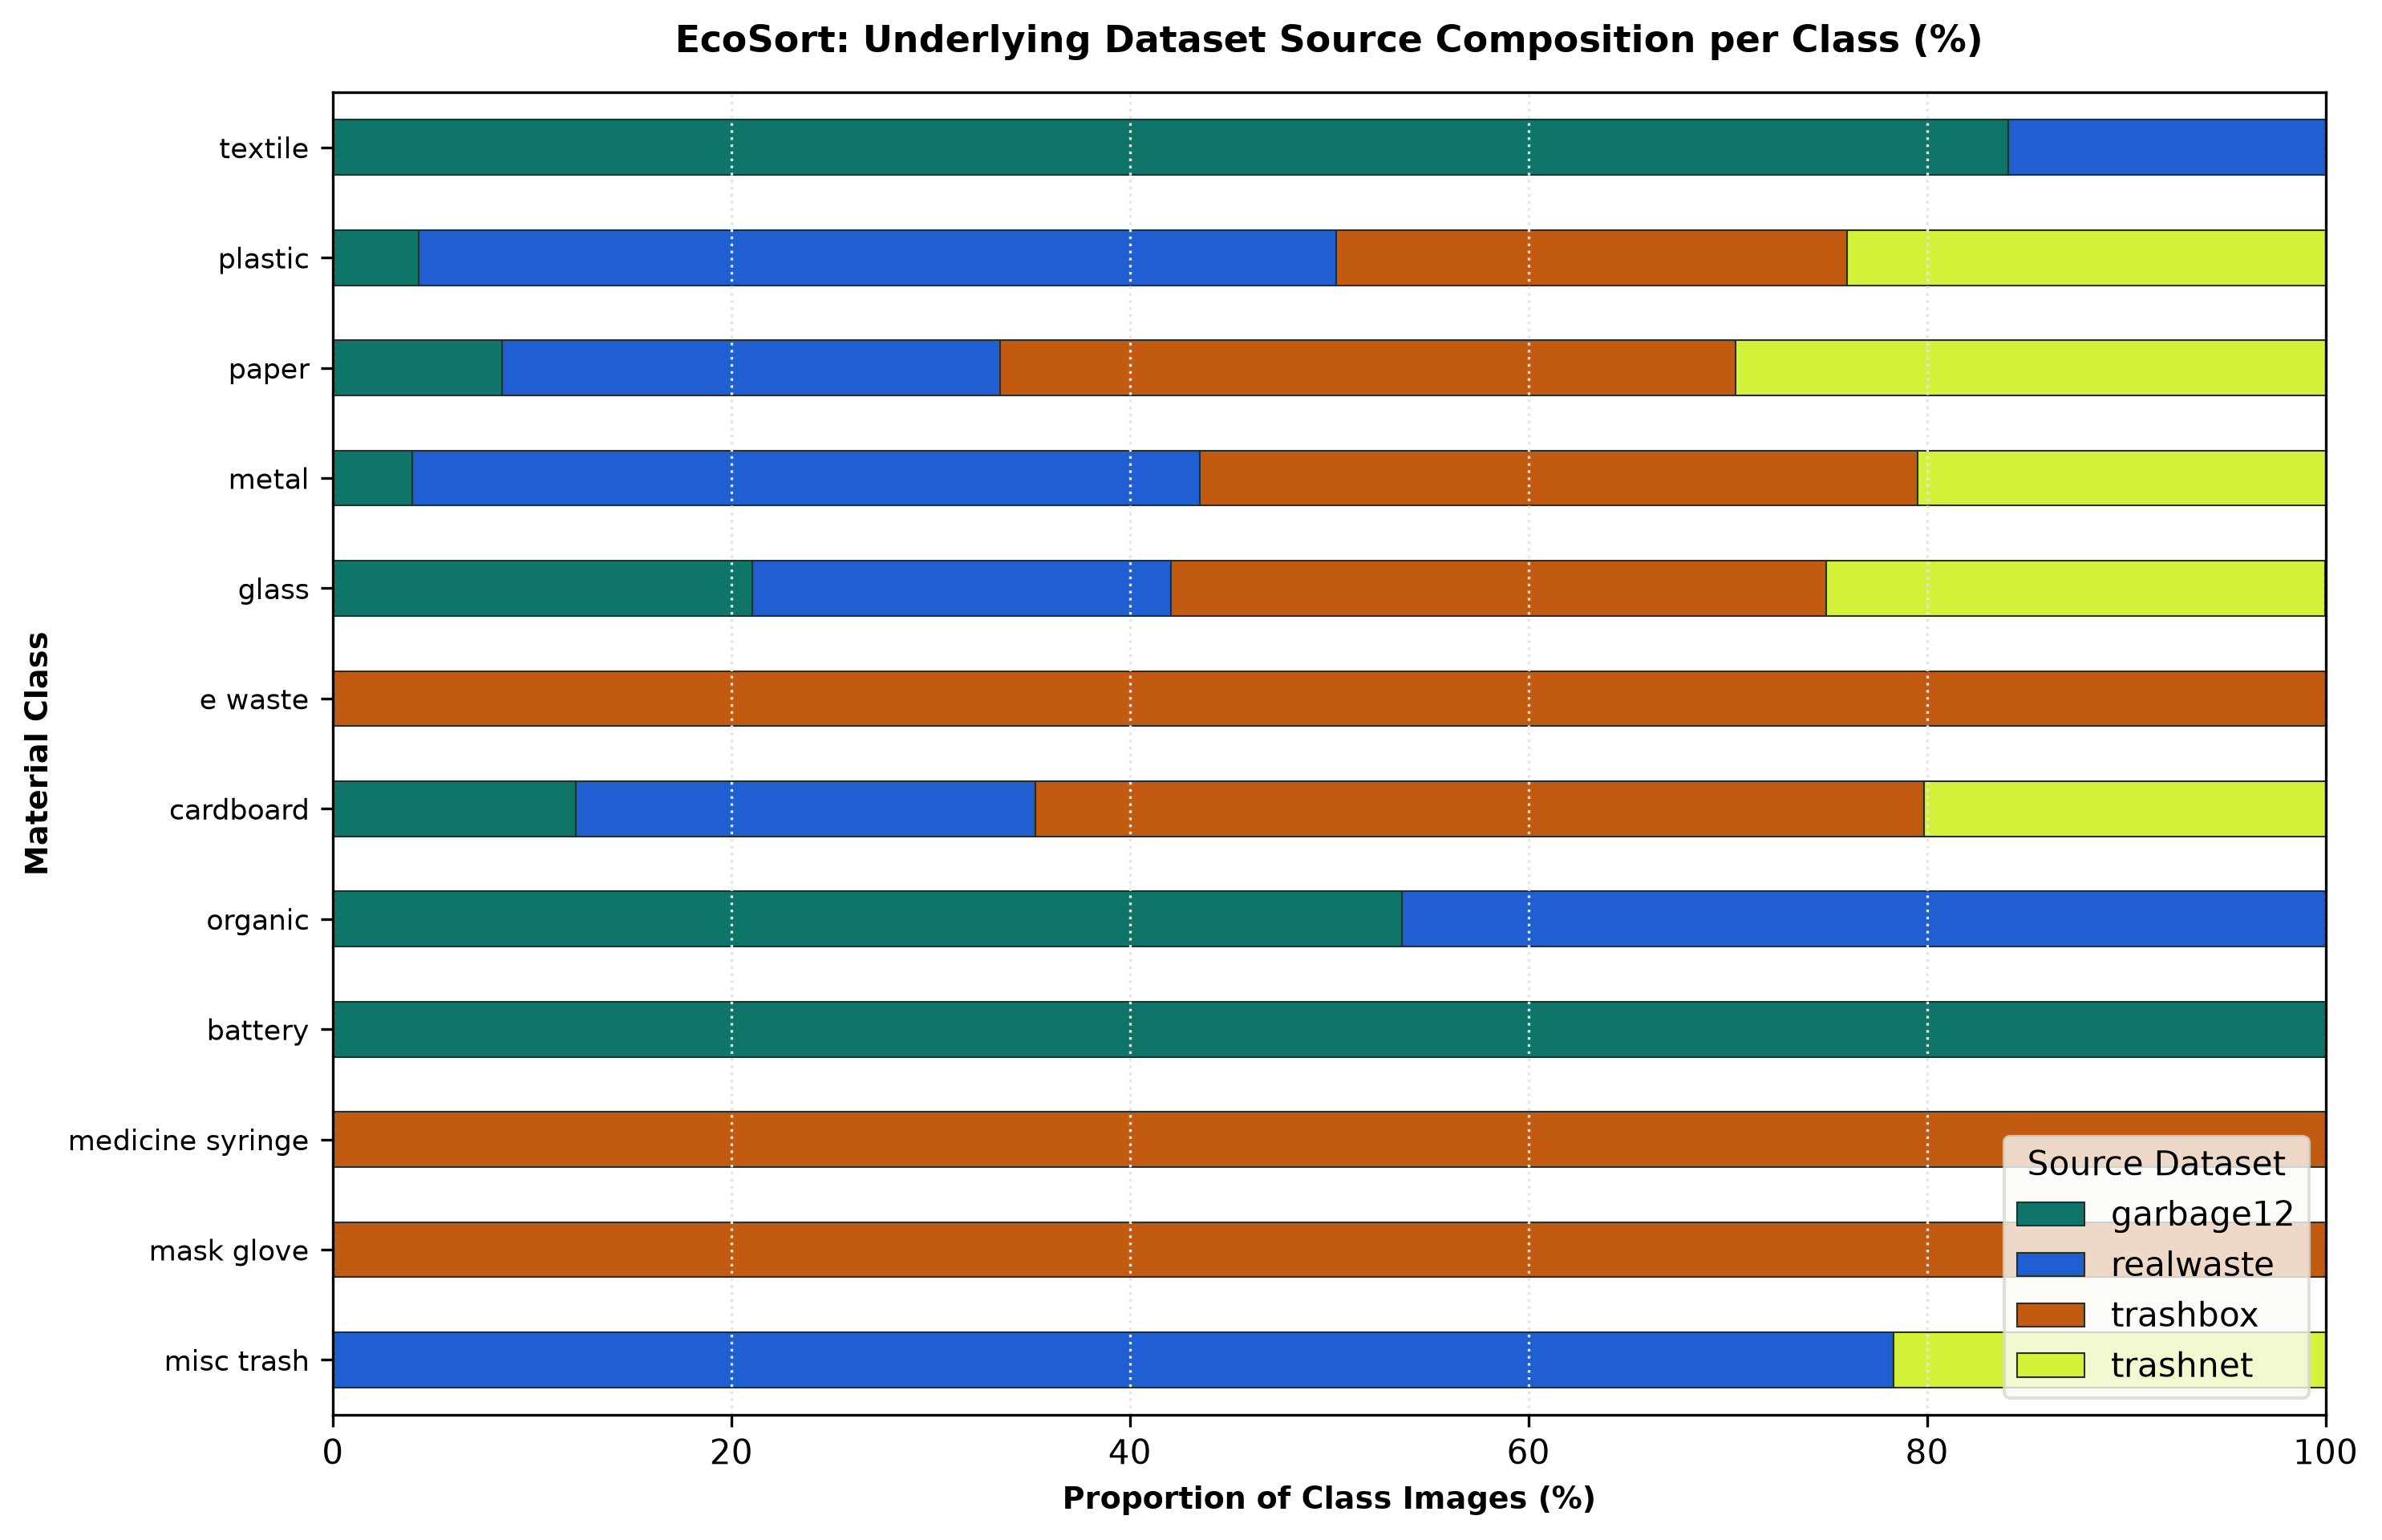 EcoSort: Underlying Dataset Source Composition per Class (%)
Material Class
textile
plastic
paper
metal
glass
e waste
cardboard
organic
battery
medicine syringe
mask glove
misc trash
Source Dataset
garbage12
realwaste
trashbox
trashnet
0 20 40 60 80 100
Proportion of Class Images (%)